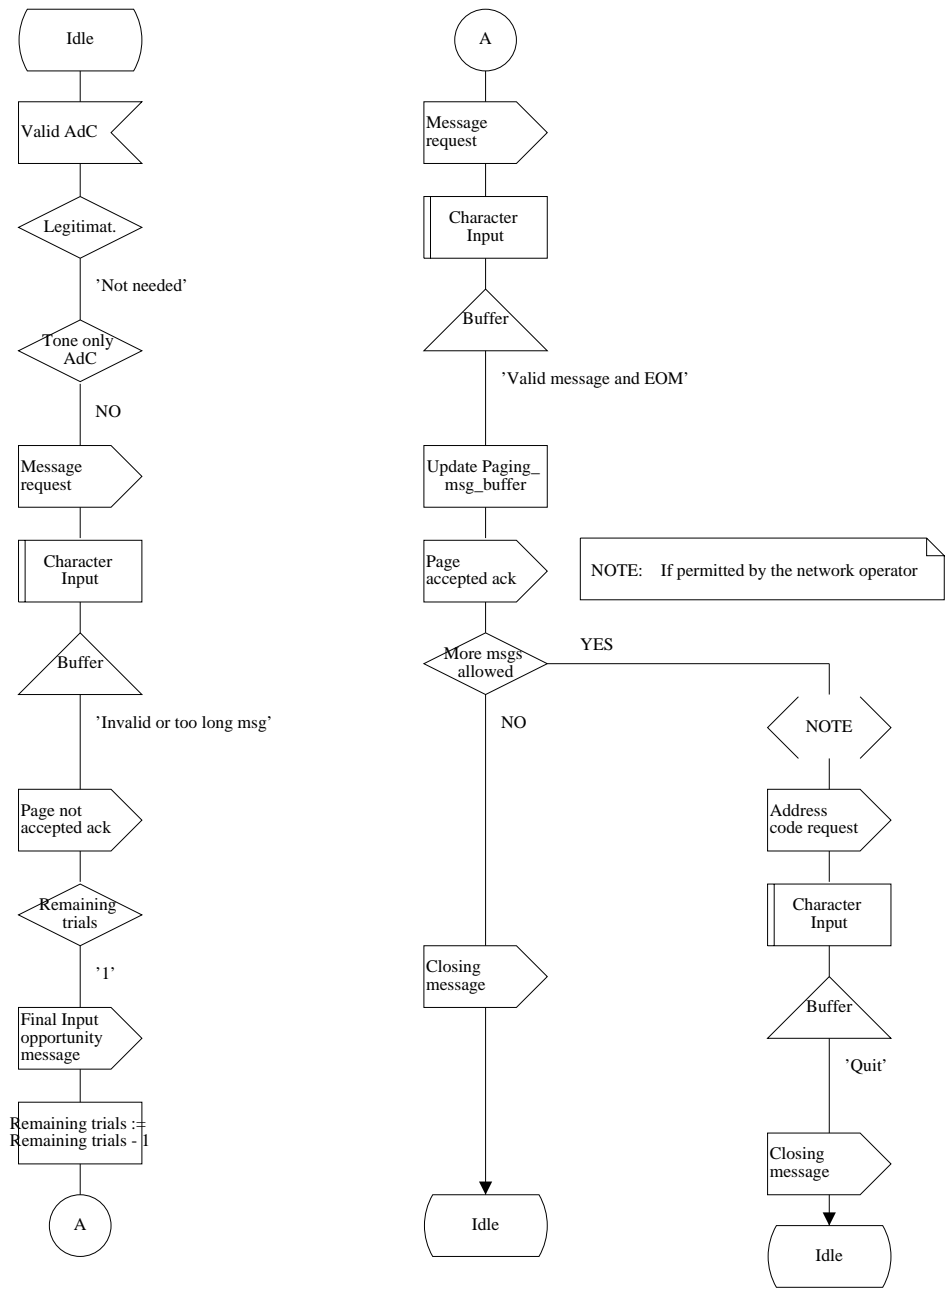 Idle
Valid AdC
Legitimat.
'Not needed'
Tone only
AdC
NO
Message
request
Character
Input
Buffer
'Invalid or too long msg'
Page not
accepted ack
Remaining
trials
'1'
Final Input
opportunity
message
Remaining trials :=
Remaining trials - 1
A
A
Message
request
Character
Input
Buffer
'Valid message and EOM'
Update Paging_
msg_buffer
Page
accepted ack
NOTE: If permitted by the network operator
More msgs
allowed
YES
NO
Closing
message
Idle
NOTE
Address
code request
Character
Input
Buffer
'Quit'
Closing
message
Idle